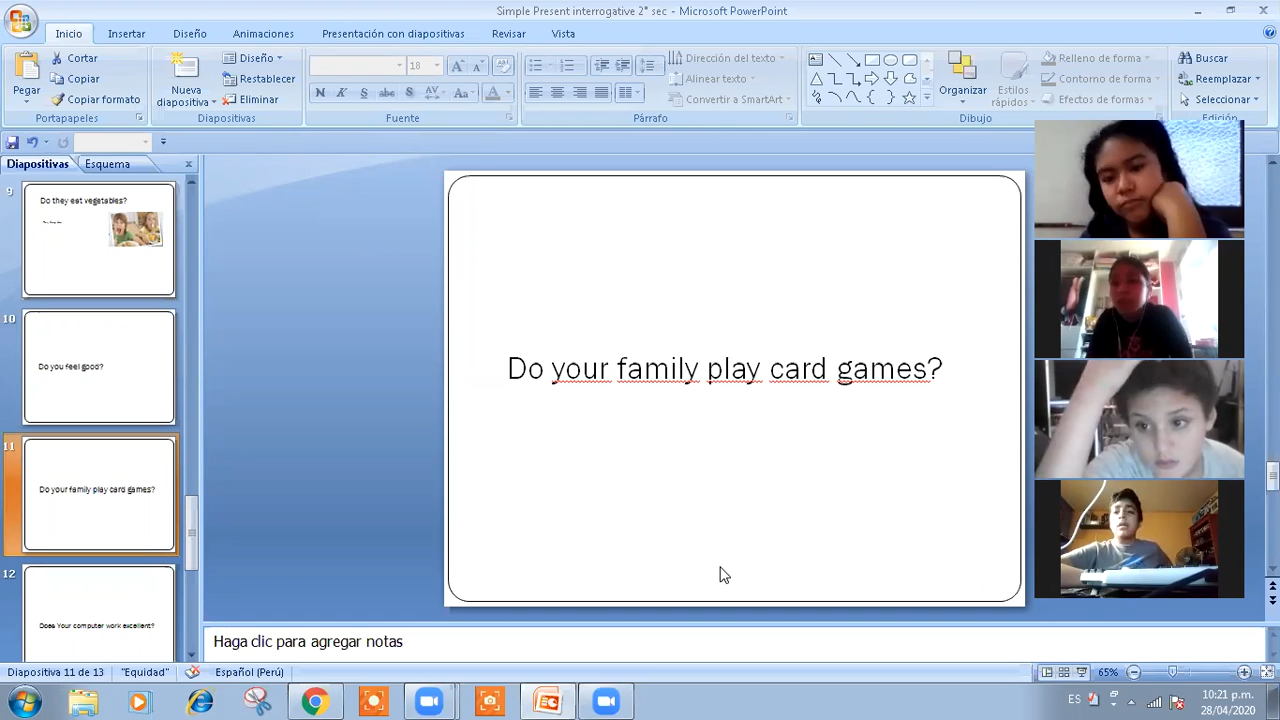 Simple Present interrogative 2° sec - Microsoft PowerPoint
Inicio Insertar Diseño Animaciones Presentación con diapositivas Revisar Vista
Pegar
Cortar
Copiar
Copiar formato
Portapapeles
Nueva
diapositiva
Diseño
Restablecer
Eliminar
Diapositivas
18
N K S abc S AV Aa A
Fuente
Dirección del texto
Alinear texto
Convertir a SmartArt
Párrafo
Organizar
Estilos
rápidos
Relleno de forma
Contorno de forma
Efectos de formas
Dibujo
Buscar
Reemplazar
Seleccionar
Edición
Diapositivas Esquema
9
Do they eat vegetables?
10
Do you feel good?
11
Do your family play card games?
12
Does Your computer work excellent?
Do your family play card games?
Haga clic para agregar notas
Diapositiva 11 de 13 "Equidad" Español (Perú) 65%
ES 10:21 p.m.
28/04/2020